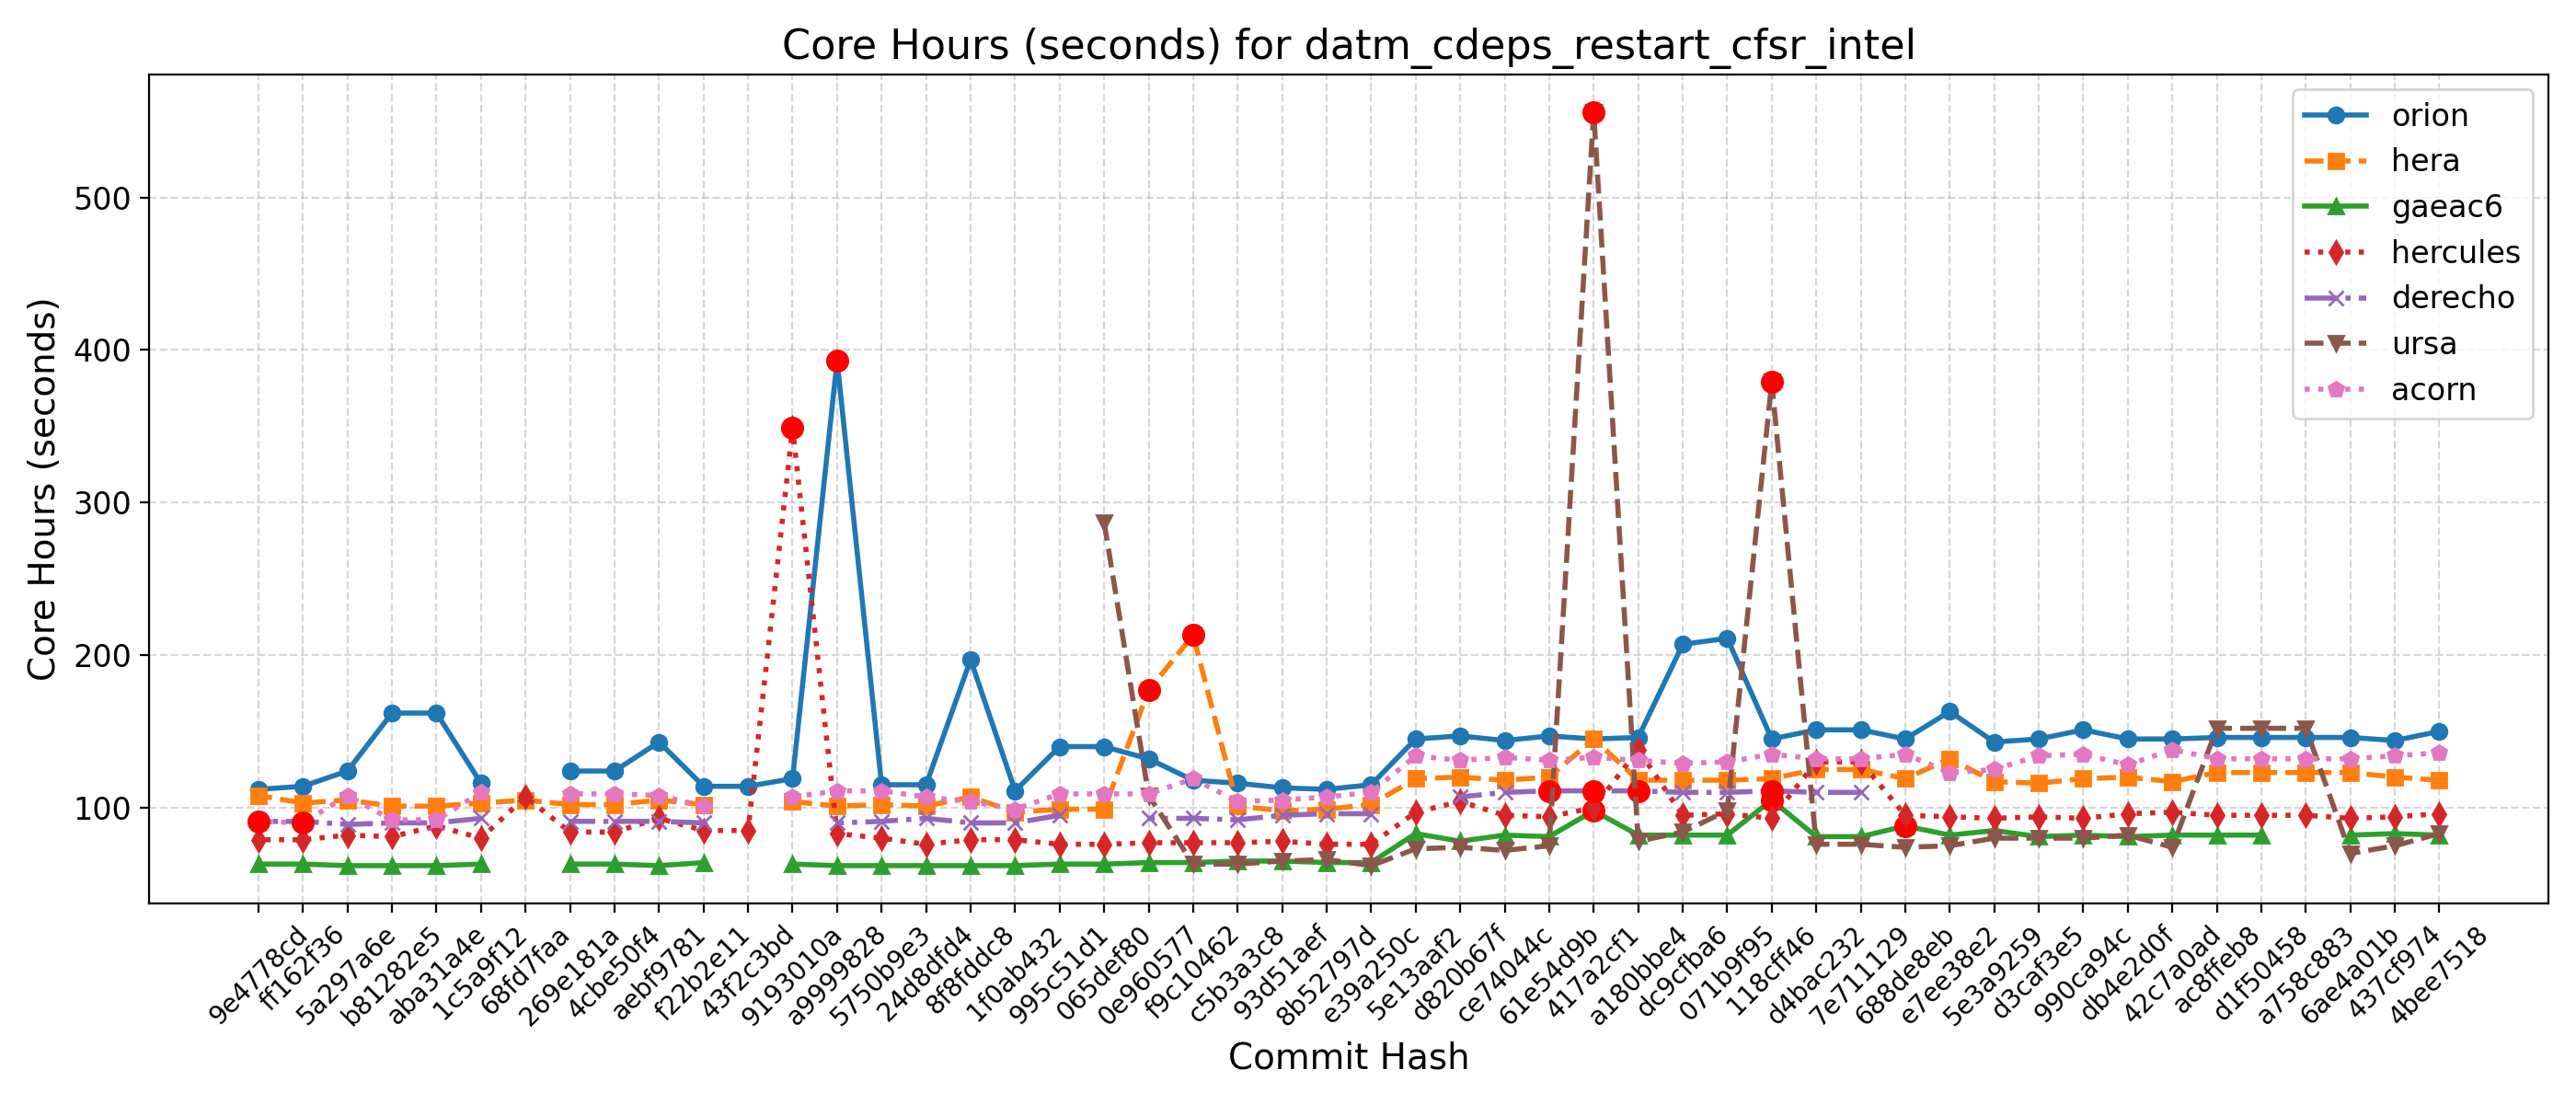 Core Hours (seconds) for datm_cdeps_restart_cfsr_intel
Core Hours (seconds)
500
400
300
200
100
orion
hera
gaeac6
hercules
derecho
ursa
acorn
9e4778cd
ff162f36
5a297a6e
b81282e5
aba31a4e
1c5a9f12
68fd7faa
269e181a
4cbe50f4
aebf9781
f22b2e11
43f2c3bd
9193010a
a9999828
5750b9e3
24d8dfd4
8f8fddc8
1f0ab432
995c51d1
065def80
0e960577
f9c10462
c5b3a3c8
93d51aef
8b52797d
e39a250c
5e13aaf2
d820b67f
ce74044c
61e54d9b
417a2cf1
a180bbe4
dc9cfba6
071b9f95
118cff46
d4bac232
7e711129
688de8eb
e7ee38e2
5e3a9259
d3caf3e5
990ca94c
db4e2d0f
42c7a0ad
ac8ffeb8
d1f50458
a758c883
6ae4a01b
437cf974
4bee7518
Commit Hash